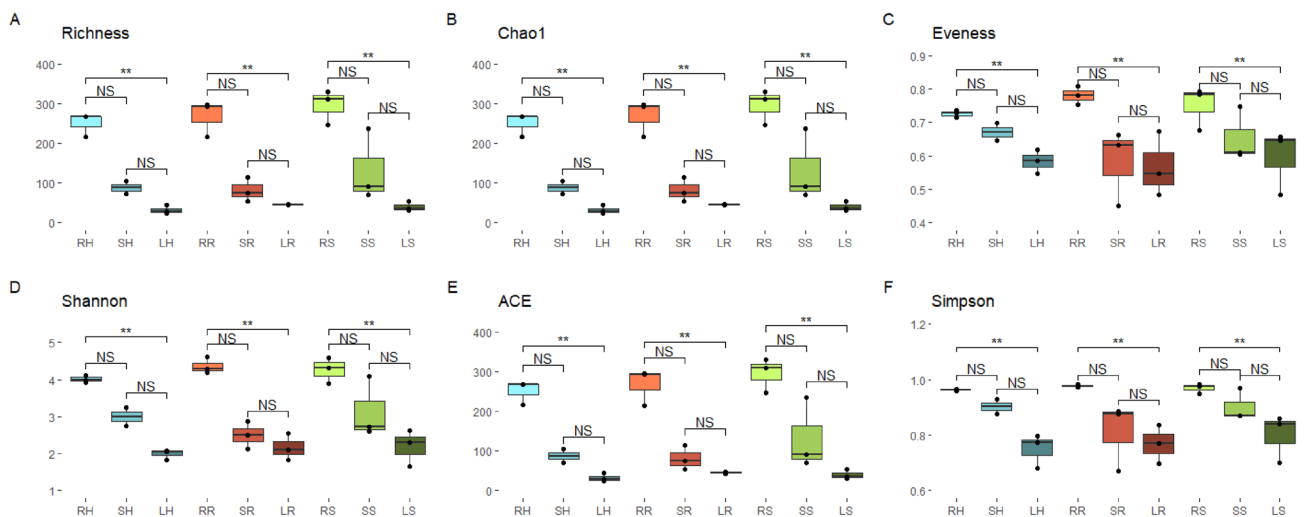 A
Richness
400
300
200
100
0
**
NS
NS
**
NS
NS
**
NS
NS
RH SH LH RR SR LR RS SS LS
B
Chao1
400
300
200
100
0
**
NS
NS
**
NS
NS
**
NS
NS
RH SH LH RR SR LR RS SS LS
C
Eveness
0.9
0.8
0.7
0.6
0.5
0.4
**
NS
NS
**
NS
NS
**
NS
NS
RH SH LH RR SR LR RS SS LS
D
Shannon
5
4
3
2
1
**
NS
NS
**
NS
NS
**
NS
NS
RH SH LH RR SR LR RS SS LS
E
ACE
400
300
200
100
0
**
NS
NS
**
NS
NS
**
NS
NS
RH SH LH RR SR LR RS SS LS
F
Simpson
1.2
1.0
0.8
0.6
**
NS
NS
**
NS
NS
**
NS
NS
RH SH LH RR SR LR RS SS LS